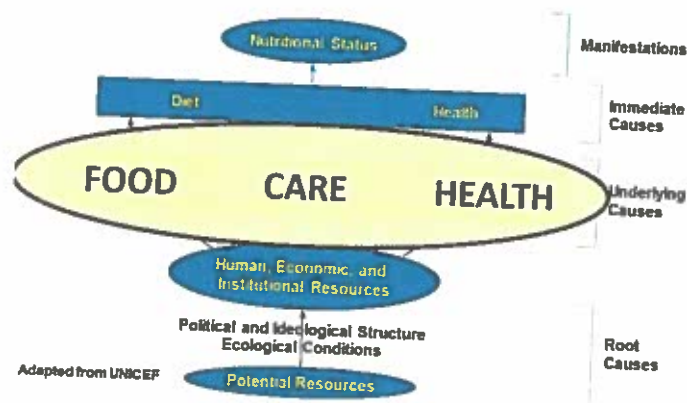 Nutritional Status
Manifestations
Diet
Health
Immediate
Causes
FOOD CARE HEALTH
Underlying
Causes
Human, Economic, and
Institutional Resources
Political and Ideological Structure
Ecological Conditions
Root
Causes
Adapted from UNICEF
Potential Resources